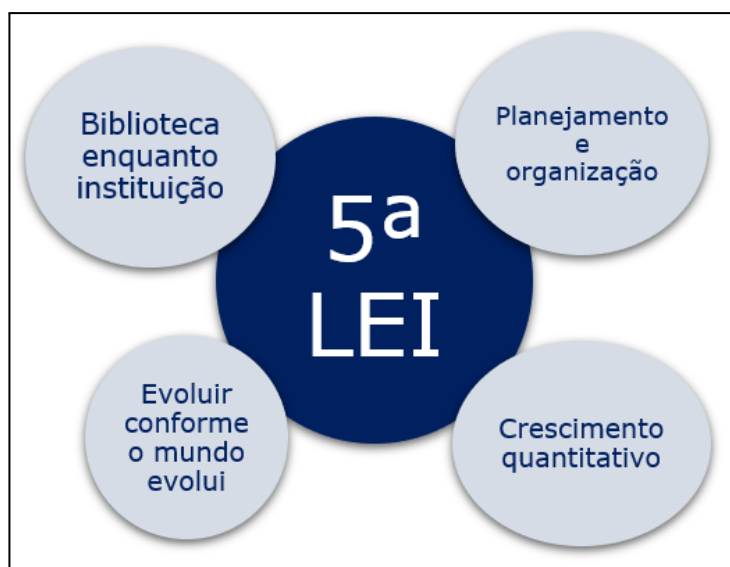 Biblioteca
enquanto
instituição
Planejamento
e
organização
5ª
LEI
Evoluir
conforme
o mundo
evolui
Crescimento
quantitativo